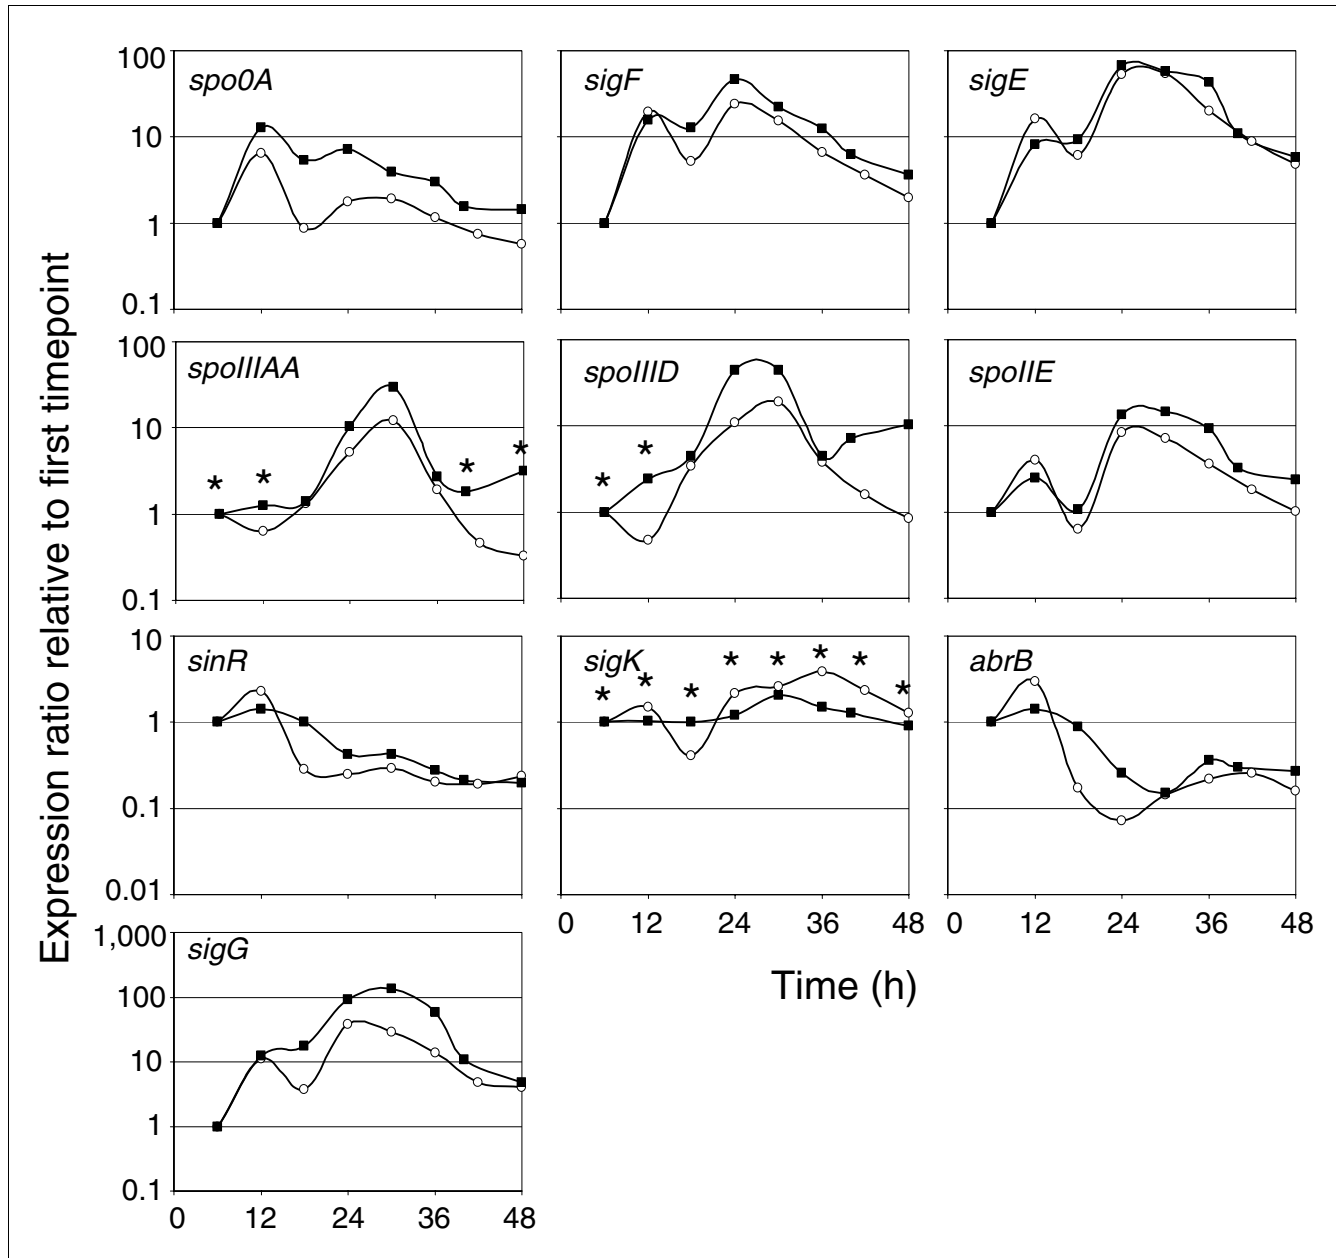 Expression ratio relative to first timepoint
100
10
1
0.1
spo0A
sigF
sigE
100
10
1
0.1
spoIIIAA
* * * *
spoIIID
* *
spoIIE
10
1
0.1
0.01
sinR
sigK
* * * * * * * *
abrB
0 12 24 36 48
0 12 24 36 48
1,000
100
10
1
0.1
sigG
0 12 24 36 48
Time (h)